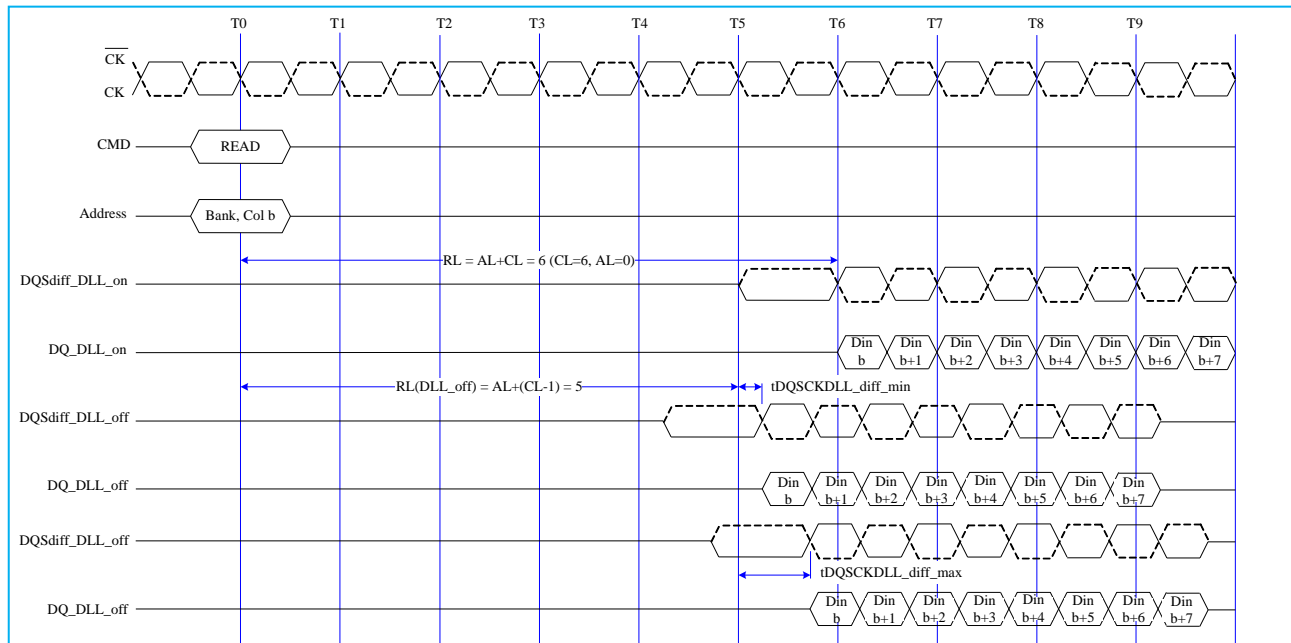 T0 T1 T2 T3 T4 T5 T6 T7 T8 T9
CK
CK
CMD READ
Address Bank, Col b
RL = AL+CL = 6 (CL=6, AL=0)
DQSdiff_DLL_on
DQ_DLL_on Din b Din b+1 Din b+2 Din b+3 Din b+4 Din b+5 Din b+6 Din b+7
RL(DLL_off) = AL+(CL-1) = 5 tDQSCKDLL_diff_min
DQSdiff_DLL_off
DQ_DLL_off Din b Din b+1 Din b+2 Din b+3 Din b+4 Din b+5 Din b+6 Din b+7
DQSdiff_DLL_off
tDQSCKDLL_diff_max
DQ_DLL_off Din b Din b+1 Din b+2 Din b+3 Din b+4 Din b+5 Din b+6 Din b+7